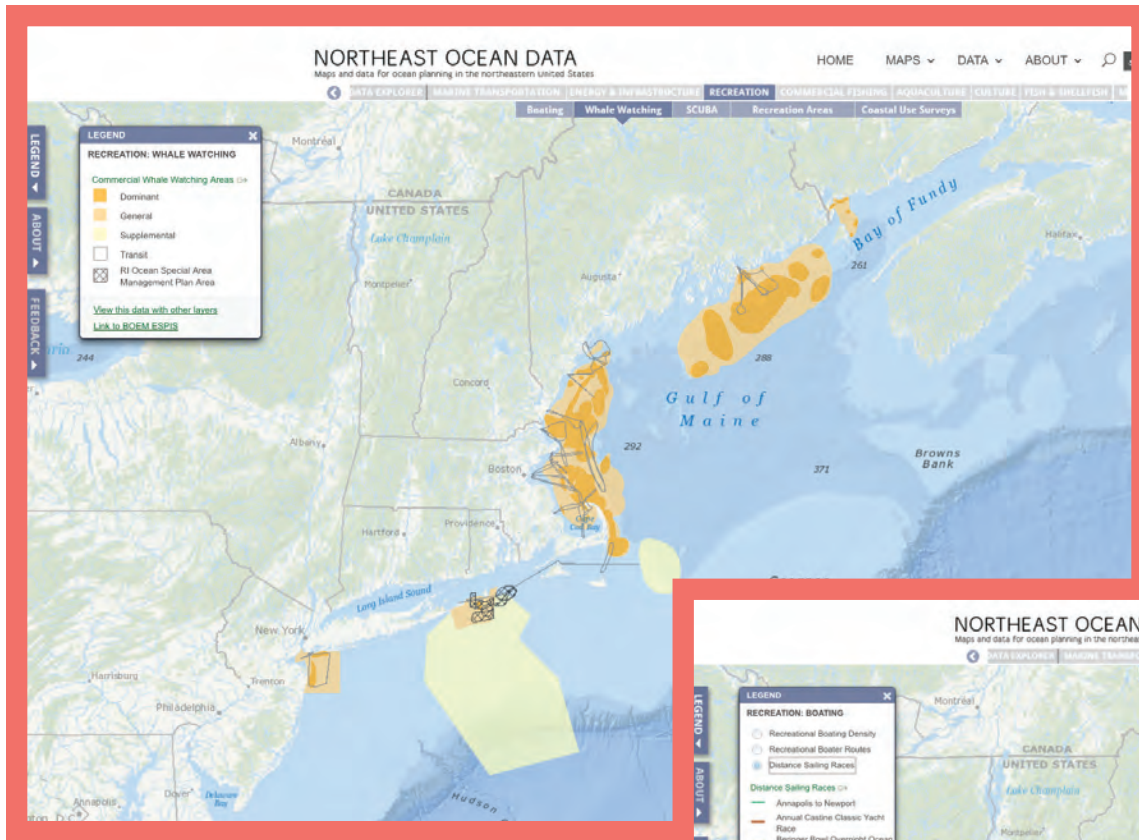 NORTHEAST OCEAN DATA
Maps and data for ocean planning in the northeastern United States
HOME MAPS DATA ABOUT
DATA EXPLORER MARINE TRANSPORTATION ENERGY & INFRASTRUCTURE RECREATION COMMERCIAL FISHING AQUACULTURE CULTURE FISH & SHELLFISH
Boating Whale Watching SCUBA Recreation Areas Coastal Use Surveys
LEGEND
ABOUT
FEEDBACK
LEGEND
RECREATION: WHALE WATCHING
Commercial Whale Watching Areas
Dominant
General
Supplemental
Transit
RI Ocean Special Area
Management Plan Area
View this data with other layers
Link to BOEM ESPIS
Montréal
CANADA
UNITED STATES
Lake Champlain
Montpelier
Augusta
Bay of Fundy
Halifax
261
244
288
Gulf of
Maine
Concord
292
371
Browns
Bank
Albany
Boston
Cape
Cod Bay
Providence
Hartford
Long Island Sound
New York
Harrisburg
Trenton
Philadelphia
Dover
Delaware
Bay
Annapolis
Hudson
NORTHEAST OCEAN
Maps and data for ocean planning in the northeas
DATA EXPLORER MARINE TRANSPO
LEGEND
ABOUT
LEGEND
RECREATION: BOATING
Recreational Boating Density
Recreational Boater Routes
Distance Sailing Races
Distance Sailing Races
Annapolis to Newport
Annual Castine Classic Yacht
Race
Montréal
CANADA
UNITED STATES
Lake Champlain
Montpelier